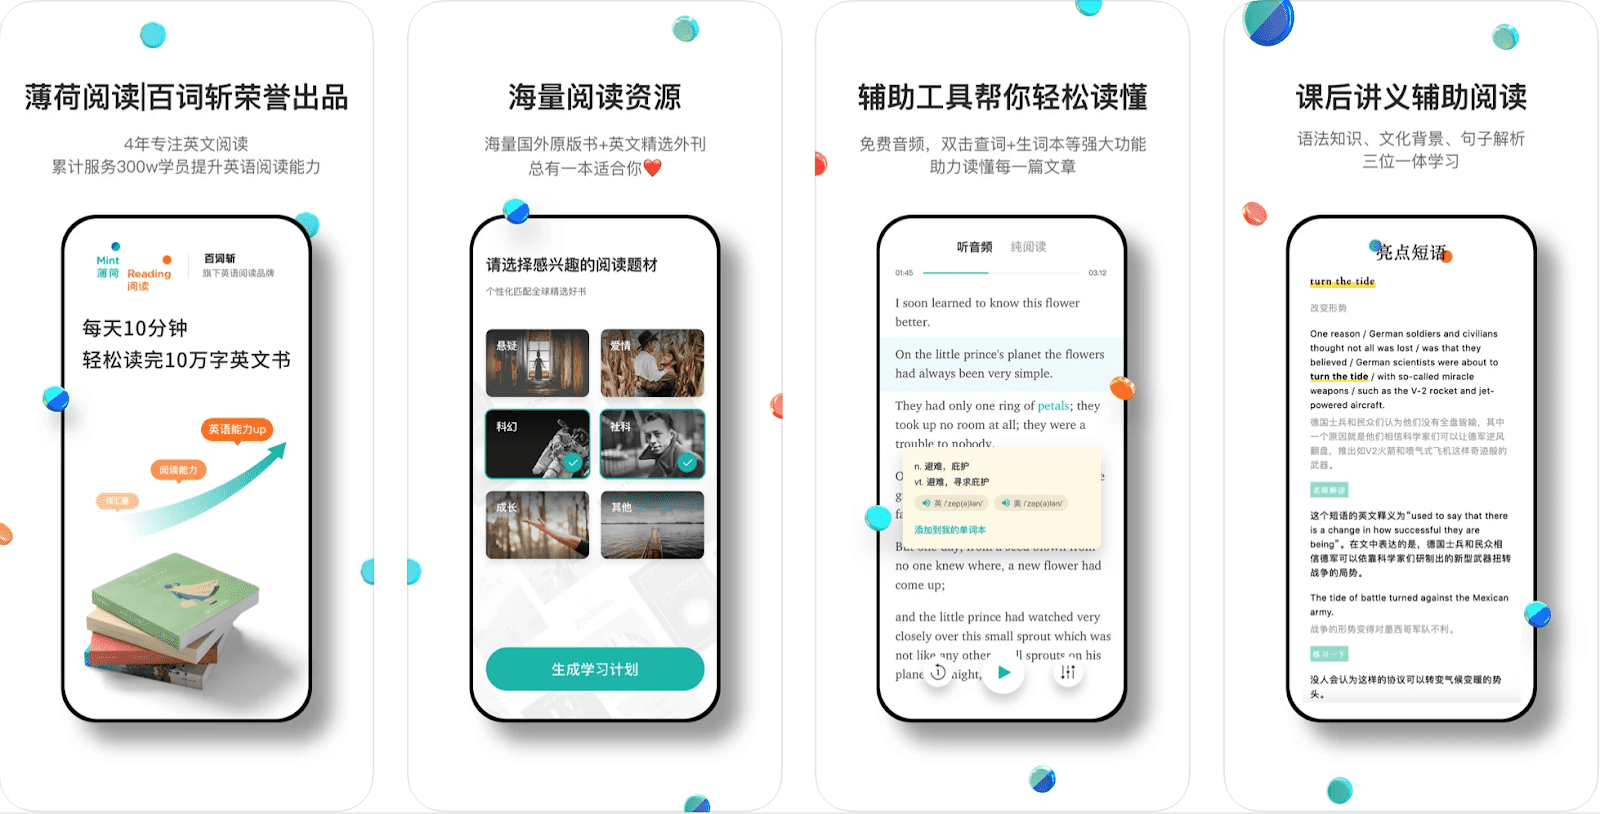 薄荷阅读|百词斩荣誉出品
4年专注英文阅读
累计服务300w学员提升英语阅读能力
Mint
薄荷
Reading
阅读
百词斩
旗下英语阅读品牌
每天10分钟
轻松读完10万字英文书
英语能力up
阅读能力
词汇量
海量阅读资源
海量国外原版书+英文精选外刊
总有一本适合你❤️
请选择感兴趣的阅读题材
个性化匹配全球精选好书
悬疑
爱情
科幻
社科
成长
其他
生成学习计划
辅助工具帮你轻松读懂
免费音频，双击查词+生词本等强大功能
助力读懂每一篇文章
听音频
纯阅读
01:45
03:12
I soon learned to know this flower
better.
On the little prince's planet the flowers
had always been very simple.
They had only one ring of petals; they
took up no room at all; they were a
trouble to nobody.
n. 避难，庇护
vt. 避难，寻求庇护
英 /zep(ə)lən/
美 /zep(ə)lən/
添加到我的单词本
But one day, from a seed blown from
no one knew where, a new flower had
come up;
and the little prince had watched very
closely over this small sprout which was
not like any other sprouts on his
night,
课后讲义辅助阅读
语法知识、文化背景、句子解析
三位一体学习
亮点短语
turn the tide
改变形势
One reason / German soldiers and civilians
thought not all was lost / was that they
believed / German scientists were about to
turn the tide / with so-called miracle
weapons / such as the V-2 rocket and jet-
powered aircraft.
德国士兵和民众们认为他们没有全盘皆输，其中
一个原因就是他们相信科学家们可以让德军逆风
翻盘，推出如V2火箭和喷气式飞机这样奇迹般的
武器。
名师解读
这个短语的英文释义为“used to say that there
is a change in how successful they are
being”。在文中表达的是，德国士兵和民众相
信德军可以依靠科学家们研制出的新型武器扭转
战争的局势。
The tide of battle turned against the Mexican
army.
战争的形势变得对墨西哥军队不利。
练习一下
没人会认为这样的协议可以转变气候变暖的势
头。